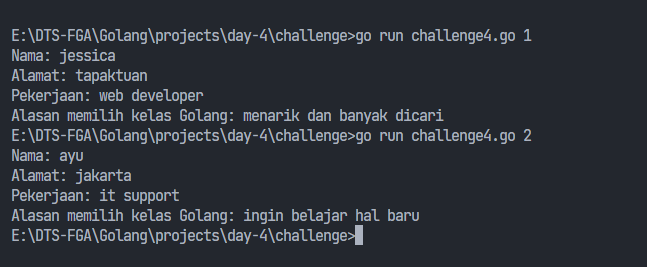 E:\DTS-FGA\Golang\projects\day-4\challenge>go run challenge4.go 1
Nama: jessica
Alamat: tapaktuan
Pekerjaan: web developer
Alasan memilih kelas Golang: menarik dan banyak dicari
E:\DTS-FGA\Golang\projects\day-4\challenge>go run challenge4.go 2
Nama: ayu
Alamat: jakarta
Pekerjaan: it support
Alasan memilih kelas Golang: ingin belajar hal baru
E:\DTS-FGA\Golang\projects\day-4\challenge>